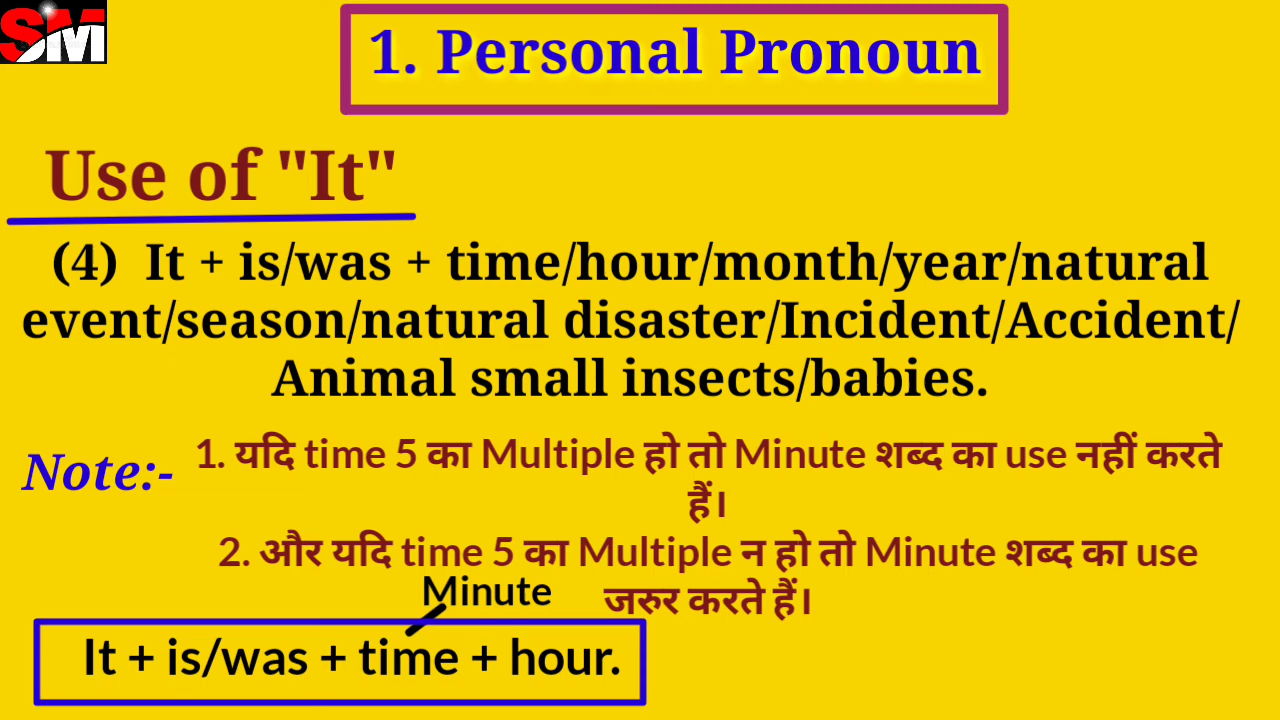 SiM
1. Personal Pronoun
Use of "It"
(4) It + is/was + time/hour/month/year/natural
event/season/natural disaster/Incident/Accident/
Animal small insects/babies.
Note:- 1. यदि time 5 का Multiple हो तो Minute शब्द का use नहीं करते
हैं।
2. और यदि time 5 का Multiple न हो तो Minute शब्द का use
जरुर करते हैं।
Minute
It + is/was + time + hour.